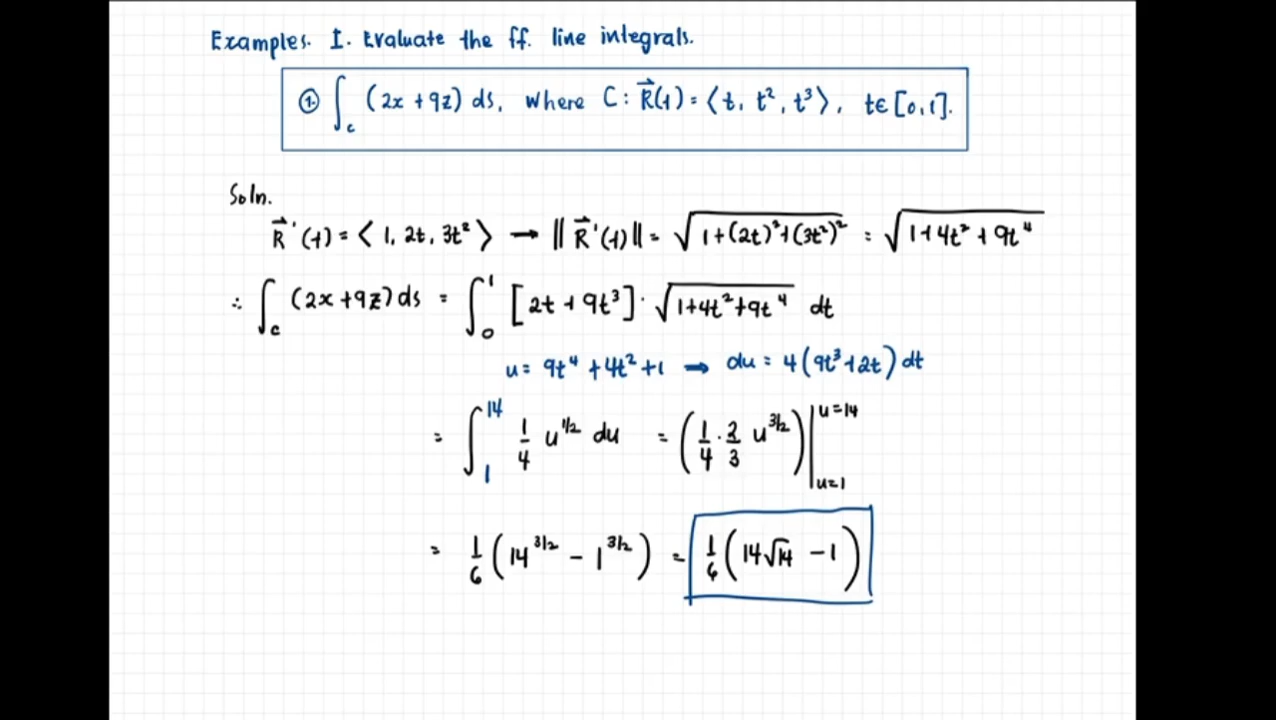 Examples. I. Evaluate the ff. line integrals.
① ∫_c (2x + 9z) ds, where C: R⃗(t) = ⟨t, t², t³⟩, t∈[0,1].
Soln.
R⃗'(t) = ⟨1, 2t, 3t²⟩ → ||R⃗'(t)|| = √(1+(2t)²+(3t²)²) = √(1+4t²+9t⁴)
∴ ∫_c (2x+9z) ds = ∫_0^1 [2t + 9t³] · √(1+4t²+9t⁴) dt
u = 9t⁴ + 4t² + 1 → du = 4(9t³+2t) dt
= ∫_1^14 1/4 u^(1/2) du = (1/4 · 2/3 u^(3/2)) |_(u=1)^(u=14)
= 1/6 (14^(3/2) − 1^(3/2)) = 1/6 (14√14 − 1)